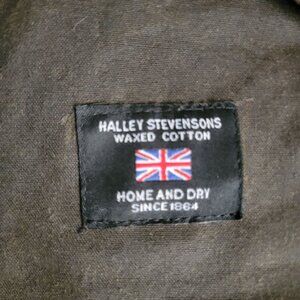 HALLEY STEVENSONS
WAXED COTTON
HOME AND DRY
SINCE 1864